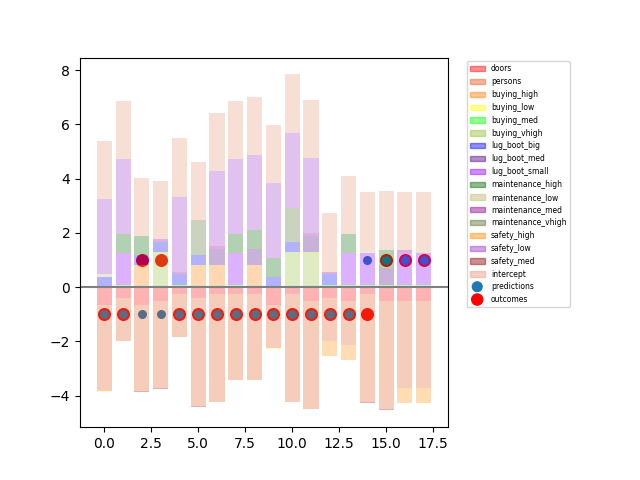 8
6
4
2
0
−2
−4
0.0 2.5 5.0 7.5 10.0 12.5 15.0 17.5
doors
persons
buying_high
buying_low
buying_med
buying_vhigh
lug_boot_big
lug_boot_med
lug_boot_small
maintenance_high
maintenance_low
maintenance_med
maintenance_vhigh
safety_high
safety_low
safety_med
intercept
predictions
outcomes